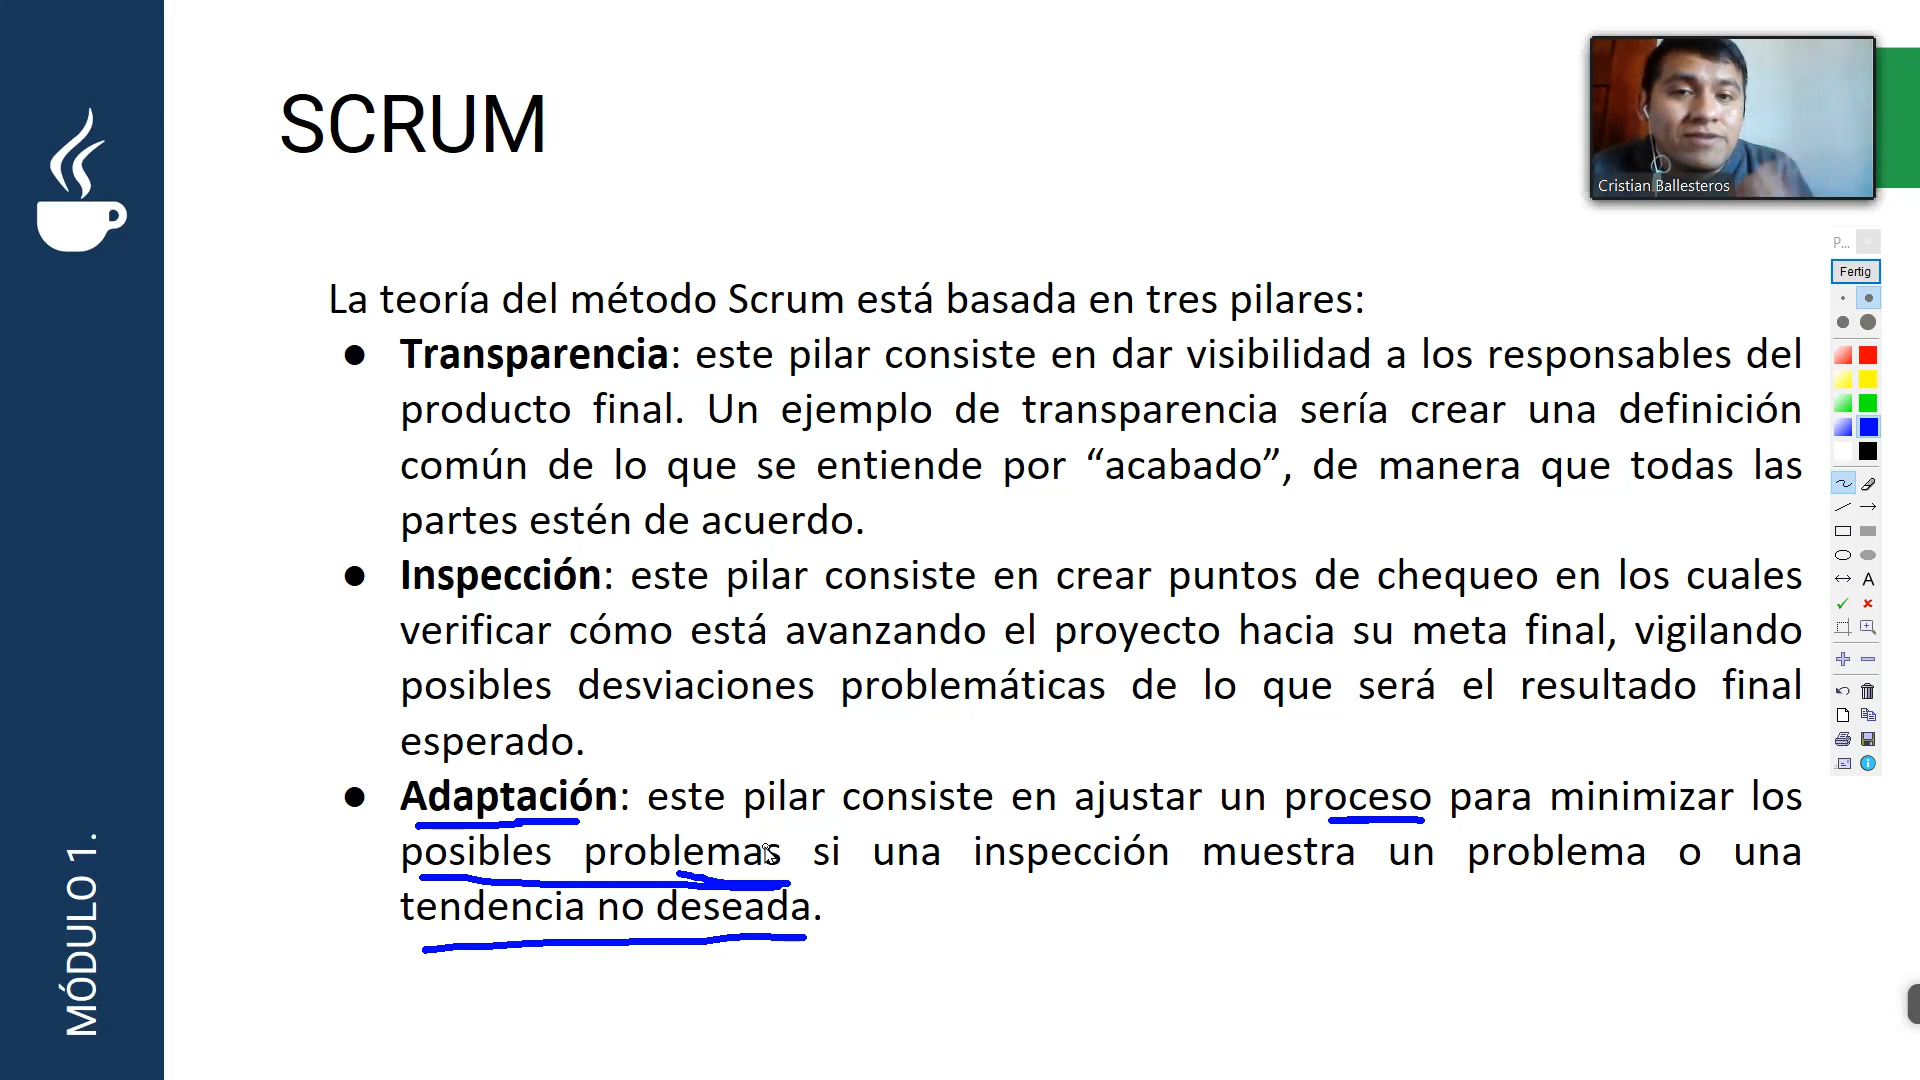 SCRUM
Cristian Ballesteros
P...
Fertig
La teoría del método Scrum está basada en tres pilares:
● Transparencia: este pilar consiste en dar visibilidad a los responsables del
producto final. Un ejemplo de transparencia sería crear una definición
común de lo que se entiende por “acabado”, de manera que todas las
partes estén de acuerdo.
● Inspección: este pilar consiste en crear puntos de chequeo en los cuales
verificar cómo está avanzando el proyecto hacia su meta final, vigilando
posibles desviaciones problemáticas de lo que será el resultado final
esperado.
● Adaptación: este pilar consiste en ajustar un proceso para minimizar los
posibles problemas si una inspección muestra un problema o una
tendencia no deseada.
A
MÓDULO 1.